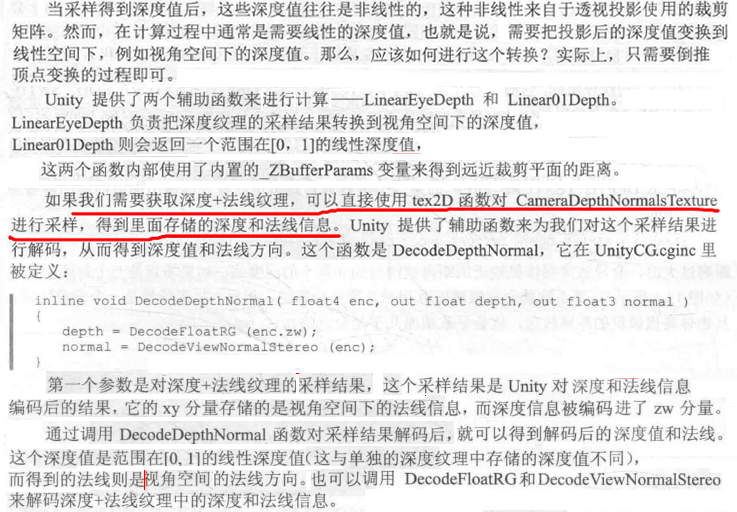 当采样得到深度值后，这些深度值往往是非线性的，这种非线性来自于透视投影使用的裁剪
矩阵。然而，在计算过程中通常是需要线性的深度值，也就是说，需要把投影后的深度值变换到
线性空间下，例如视角空间下的深度值。那么，应该如何进行这个转换？实际上，只需要倒推
顶点变换的过程即可。
Unity 提供了两个辅助函数来进行计算——LinearEyeDepth 和 Linear01Depth。
LinearEyeDepth 负责把深度纹理的采样结果转换到视角空间下的深度值，
Linear01Depth 则会返回一个范围在[0，1]的线性深度值，
这两个函数内部使用了内置的_ZBufferParams 变量来得到远近裁剪平面的距离。
如果我们需要获取深度+法线纹理，可以直接使用 tex2D 函数对 CameraDepthNormalsTexture
进行采样，得到里面存储的深度和法线信息。Unity 提供了辅助函数来为我们对这个采样结果进
行解码，从而得到深度值和法线方向。这个函数是 DecodeDepthNormal，它在 UnityCG.cginc 里
被定义：
inline void DecodeDepthNormal( float4 enc, out float depth, out float3 normal )
{
depth = DecodeFloatRG (enc.zw);
normal = DecodeViewNormalStereo (enc);
}
第一个参数是对深度+法线纹理的采样结果，这个采样结果是 Unity 对深度和法线信息
编码后的结果，它的 xy 分量存储的是视角空间下的法线信息，而深度信息被编码进了 zw 分量。
通过调用 DecodeDepthNormal 函数对采样结果解码后，就可以得到解码后的深度值和法线。
这个深度值是范围在[0, 1]的线性深度值（这与单独的深度纹理中存储的深度值不同），
而得到的法线则是视角空间的法线方向。也可以调用 DecodeFloatRG 和 DecodeViewNormalStereo
来解码深度+法线纹理中的深度和法线信息。